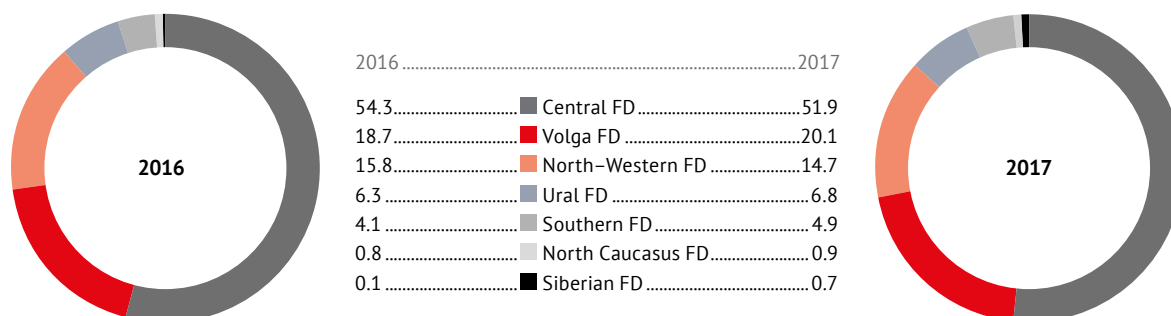 2016 2017
54.3 Central FD 51.9
18.7 Volga FD 20.1
2016 15.8 North–Western FD 14.7 2017
6.3 Ural FD 6.8
4.1 Southern FD 4.9
0.8 North Caucasus FD 0.9
0.1 Siberian FD 0.7